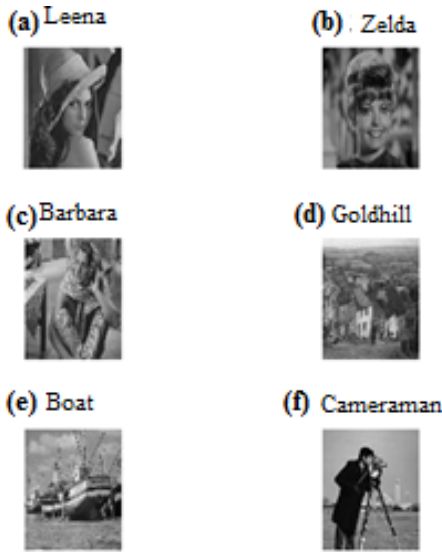 (a) Leena
(b) : Zelda
(c) Barbara
(d) Goldhill
(e) Boat
(f) Cameraman